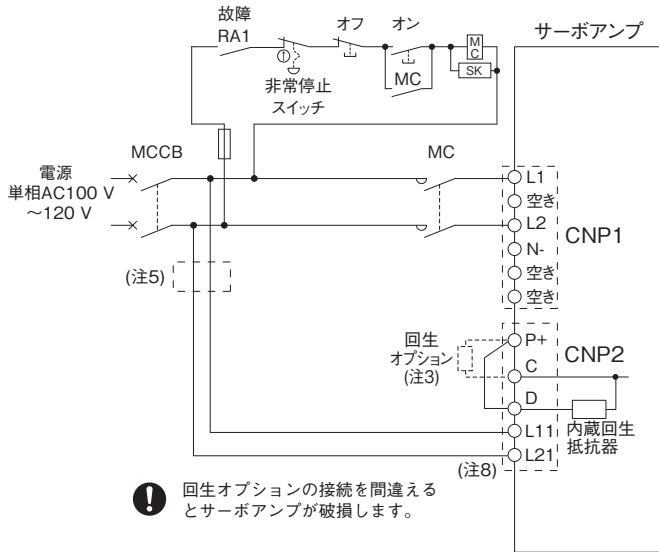 故障
RA1
オフ
オン
サーボアンプ
MC
SK
MC
非常停止
スイッチ
MCCB
MC
電源
単相AC100 V
～120 V
L1
空き
L2
N-
空き
空き
CNP1
(注5)
回生
オプション
(注3)
P+
C
D
L11
L21
CNP2
内蔵回生
抵抗器
(注8)
回生オプションの接続を間違える
とサーボアンプが破損します。